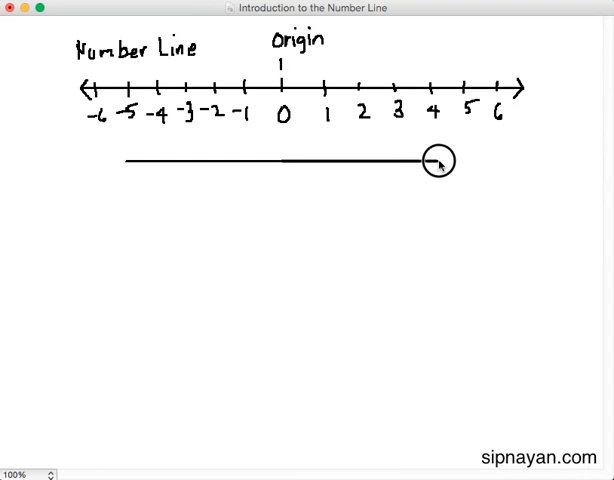 Introduction to the Number Line
Number Line
Origin
-6 -5 -4 -3 -2 -1 0 1 2 3 4 5 6
sipnayan.com
100%